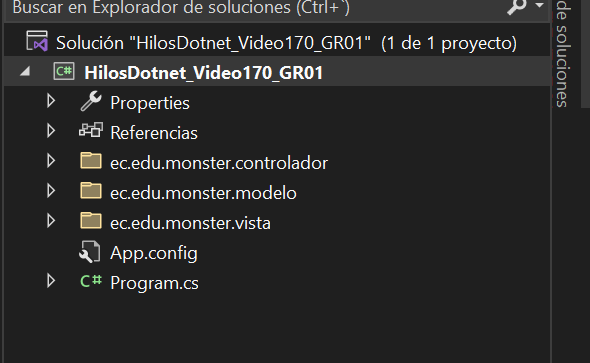 Buscar en Explorador de soluciones (Ctrl+`)
Solución "HilosDotnet_Video170_GR01" (1 de 1 proyecto)
C# HilosDotnet_Video170_GR01
Properties
Referencias
ec.edu.monster.controlador
ec.edu.monster.modelo
ec.edu.monster.vista
App.config
C# Program.cs
de soluciones